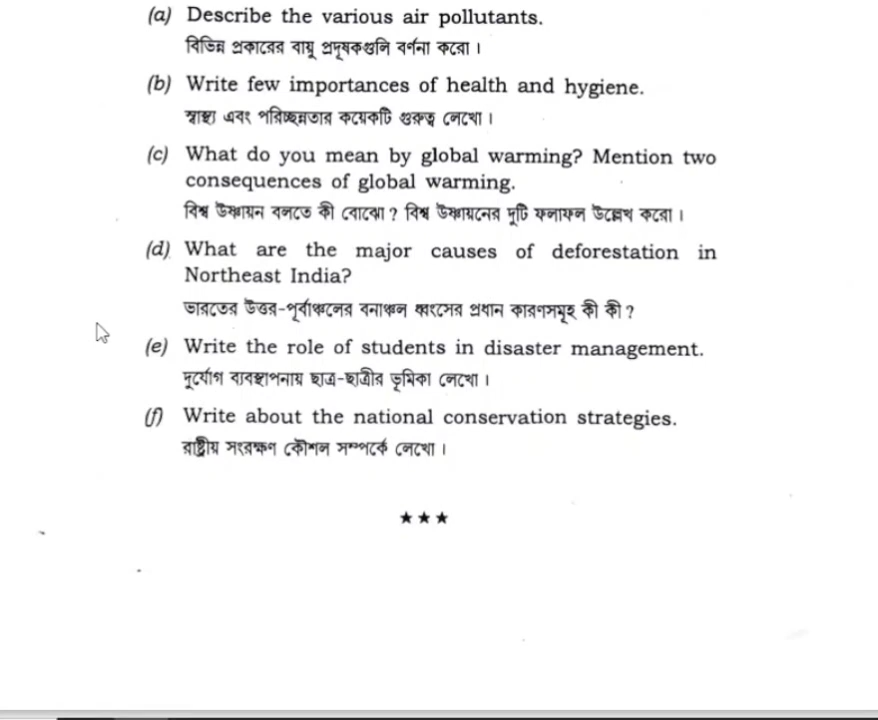 (a) Describe the various air pollutants.
বিভিন্ন প্রকারের বায়ু প্রদূষকগুলি বর্ণনা করো ।
(b) Write few importances of health and hygiene.
স্বাস্থ্য এবং পরিচ্ছন্নতার কয়েকটি গুরুত্ব লেখো ।
(c) What do you mean by global warming? Mention two
consequences of global warming.
বিশ্ব উষ্ণায়ন বলতে কী বোঝো ? বিশ্ব উষ্ণায়নের দুটি ফলাফল উল্লেখ করো ।
(d) What are the major causes of deforestation in
Northeast India?
ভারতের উত্তর-পূর্বাঞ্চলের বনাঞ্চল ধ্বংসের প্রধান কারণসমূহ কী কী ?
(e) Write the role of students in disaster management.
দুর্যোগ ব্যবস্থাপনায় ছাত্র-ছাত্রীর ভূমিকা লেখো ।
(f) Write about the national conservation strategies.
রাষ্ট্রীয় সংরক্ষণ কৌশল সম্পর্কে লেখো ।
★ ★ ★